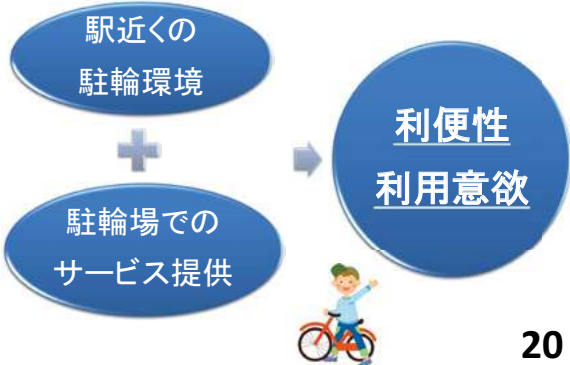 駅近くの
駐輪環境
駐輪場での
サービス提供
利便性
利用意欲
20